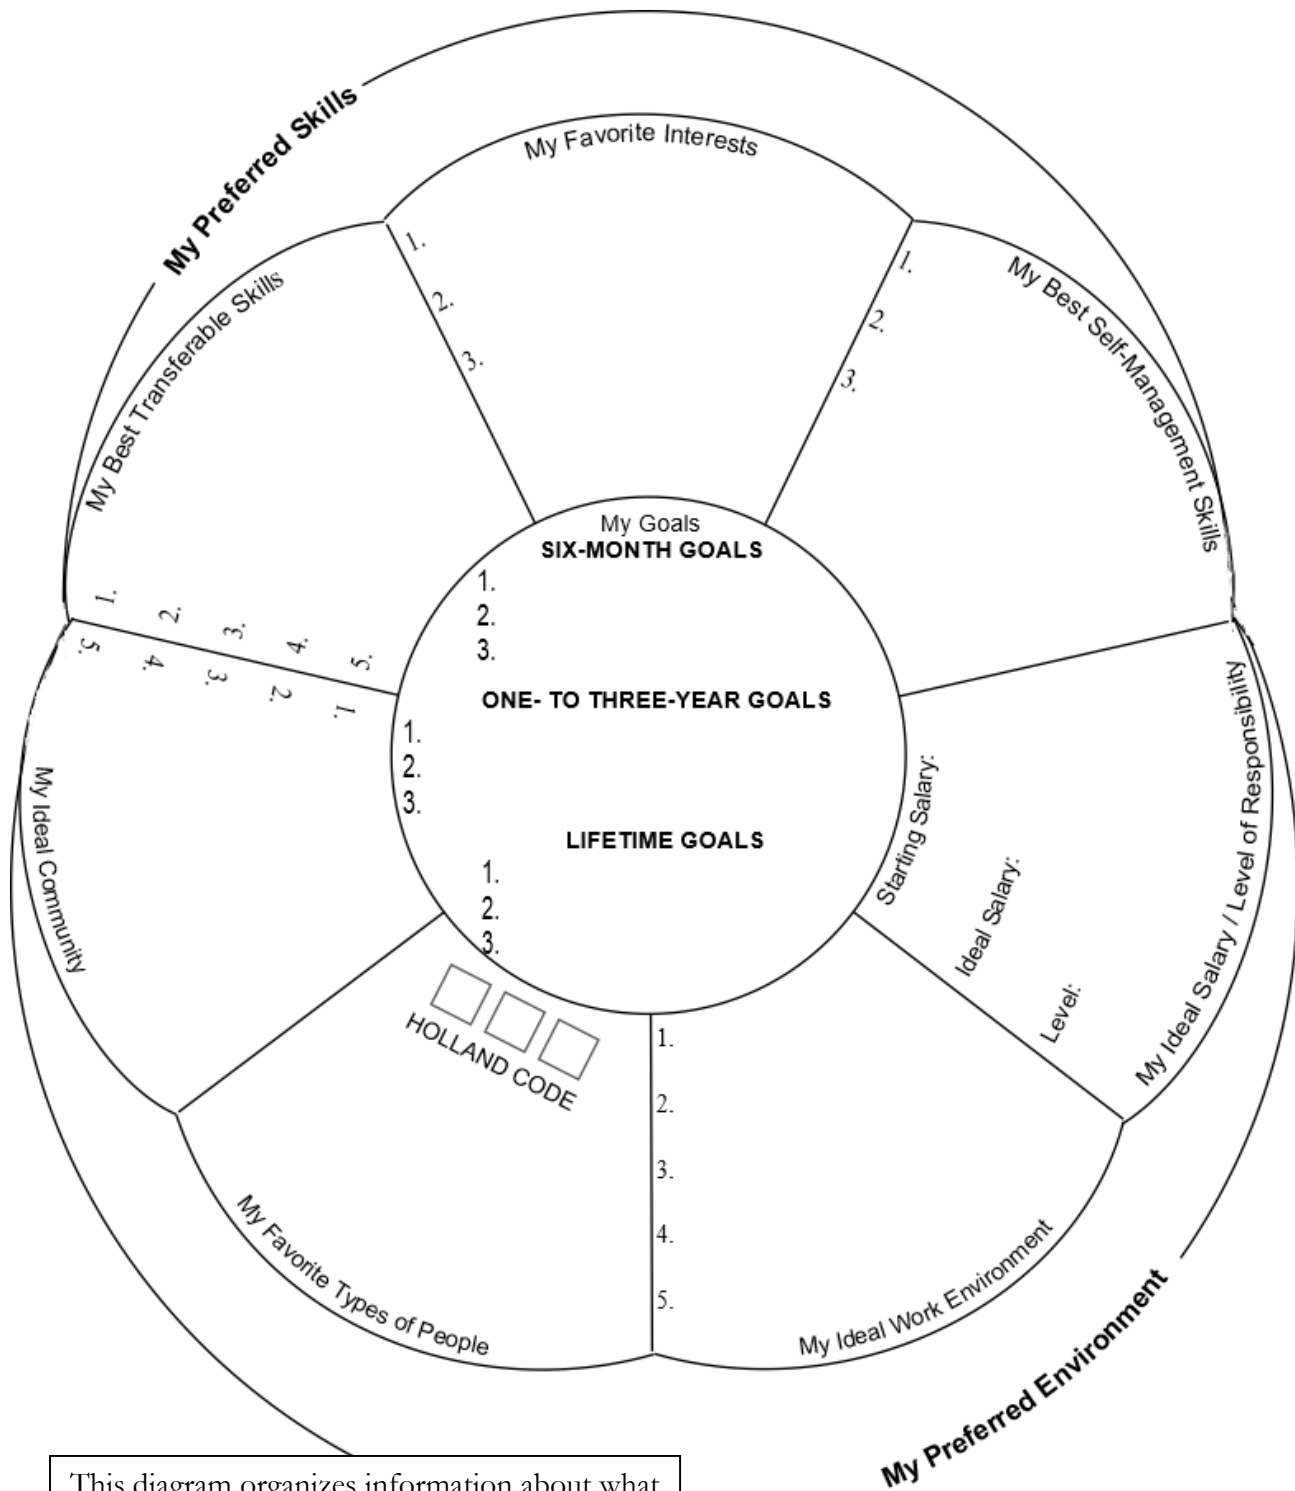 My Preferred Skills
My Favorite Interests
1.
2.
3.
My Best Self-Management Skills
1.
2.
3.
My Best Transferable Skills
1.
2.
3.
4.
5.
My Goals
SIX-MONTH GOALS
1.
2.
3.
ONE- TO THREE-YEAR GOALS
1.
2.
3.
LIFETIME GOALS
1.
2.
3.
My Ideal Community
1.
2.
3.
4.
5.
My Ideal Salary / Level of Responsibility
Starting Salary:
Ideal Salary:
Level:
HOLLAND CODE
My Favorite Types of People
My Ideal Work Environment
1.
2.
3.
4.
5.
My Preferred Environment
This diagram organizes information about what